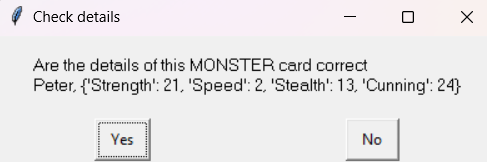 Check details
Are the details of this MONSTER card correct
Peter, {'Strength': 21, 'Speed': 2, 'Stealth': 13, 'Cunning': 24}
Yes No